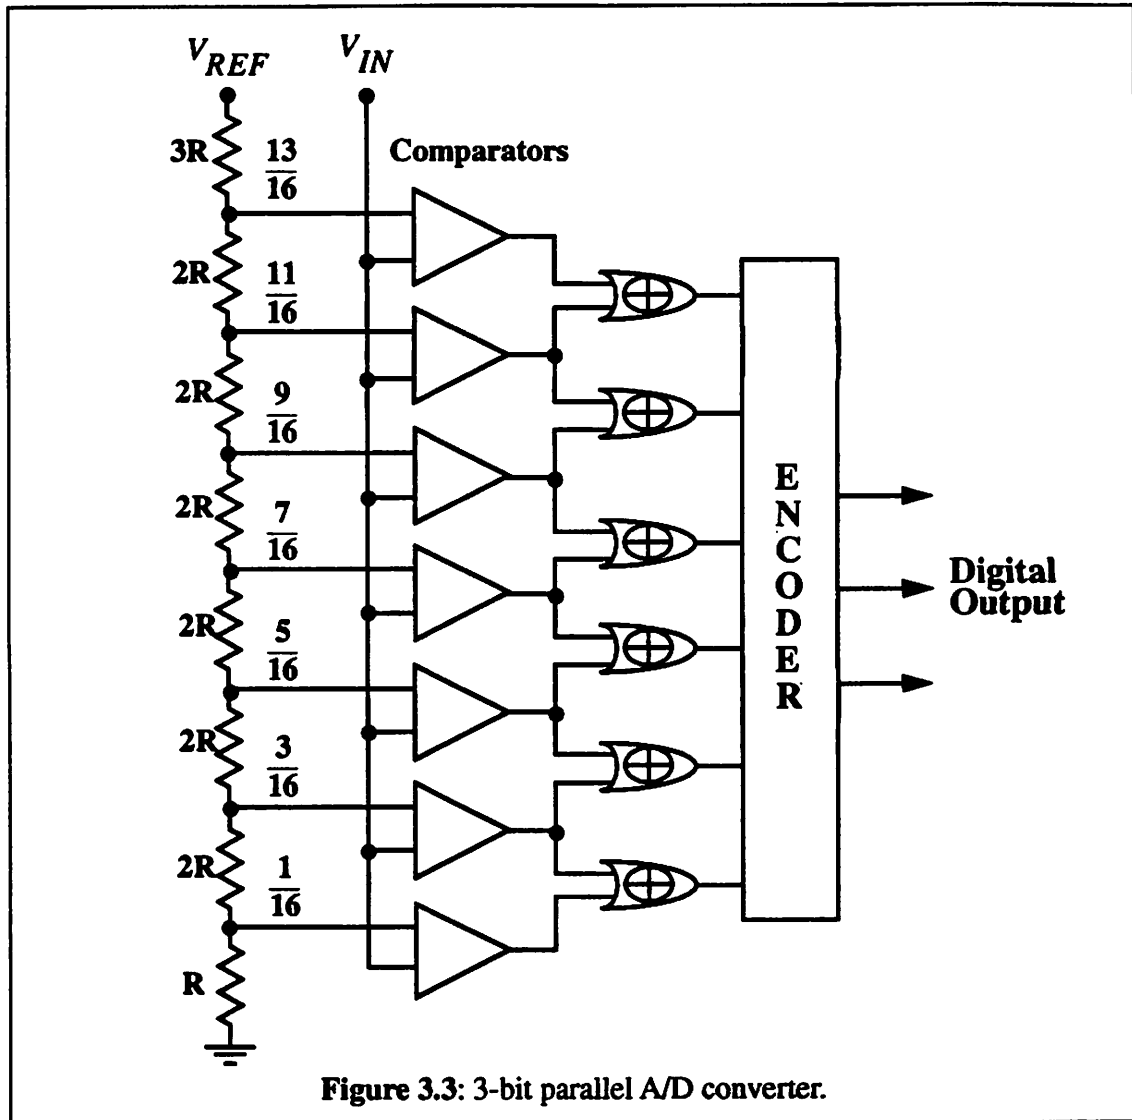 V_REF V_IN
Comparators
3R 13/16
2R 11/16
2R 9/16
2R 7/16
2R 5/16
2R 3/16
2R 1/16
R
ENCODER
Digital
Output
Figure 3.3: 3-bit parallel A/D converter.